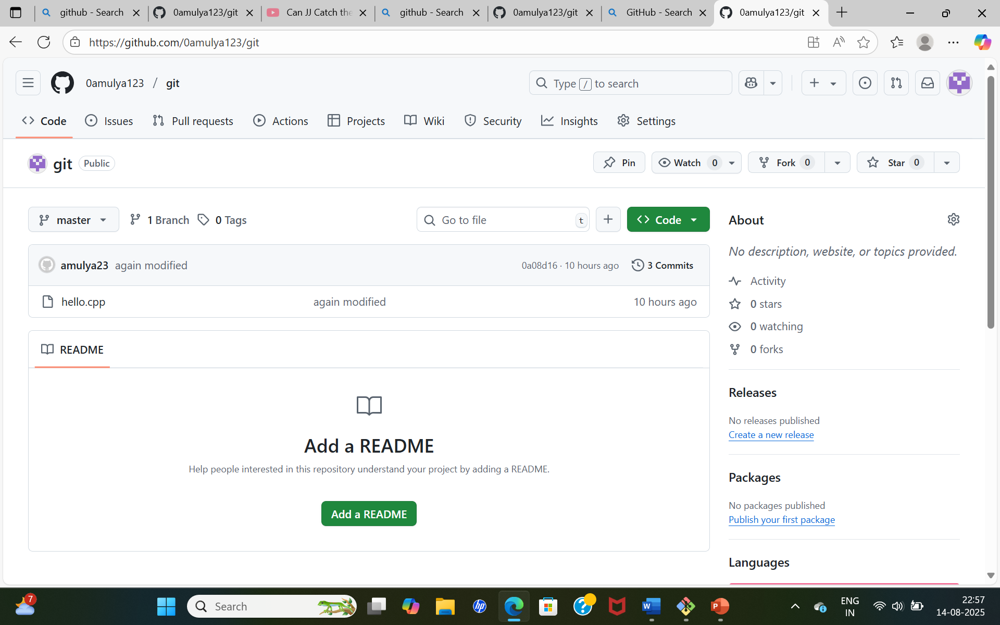 github - Search
0amulya123/git
Can JJ Catch the
github - Search
0amulya123/git
GitHub - Search
0amulya123/git
https://github.com/0amulya123/git
0amulya123 / git
Type / to search
Code
Issues
Pull requests
Actions
Projects
Wiki
Security
Insights
Settings
git Public
Pin
Watch 0
Fork 0
Star 0
master
1 Branch
0 Tags
Go to file t
Code
amulya23 again modified
0a08d16 · 10 hours ago
3 Commits
hello.cpp again modified 10 hours ago
README
Add a README
Help people interested in this repository understand your project by adding a README.
Add a README
About
No description, website, or topics provided.
Activity
0 stars
0 watching
0 forks
Releases
No releases published
Create a new release
Packages
No packages published
Publish your first package
Languages
7
Search
hp
W
P
ENG
IN
22:57
14-08-2025